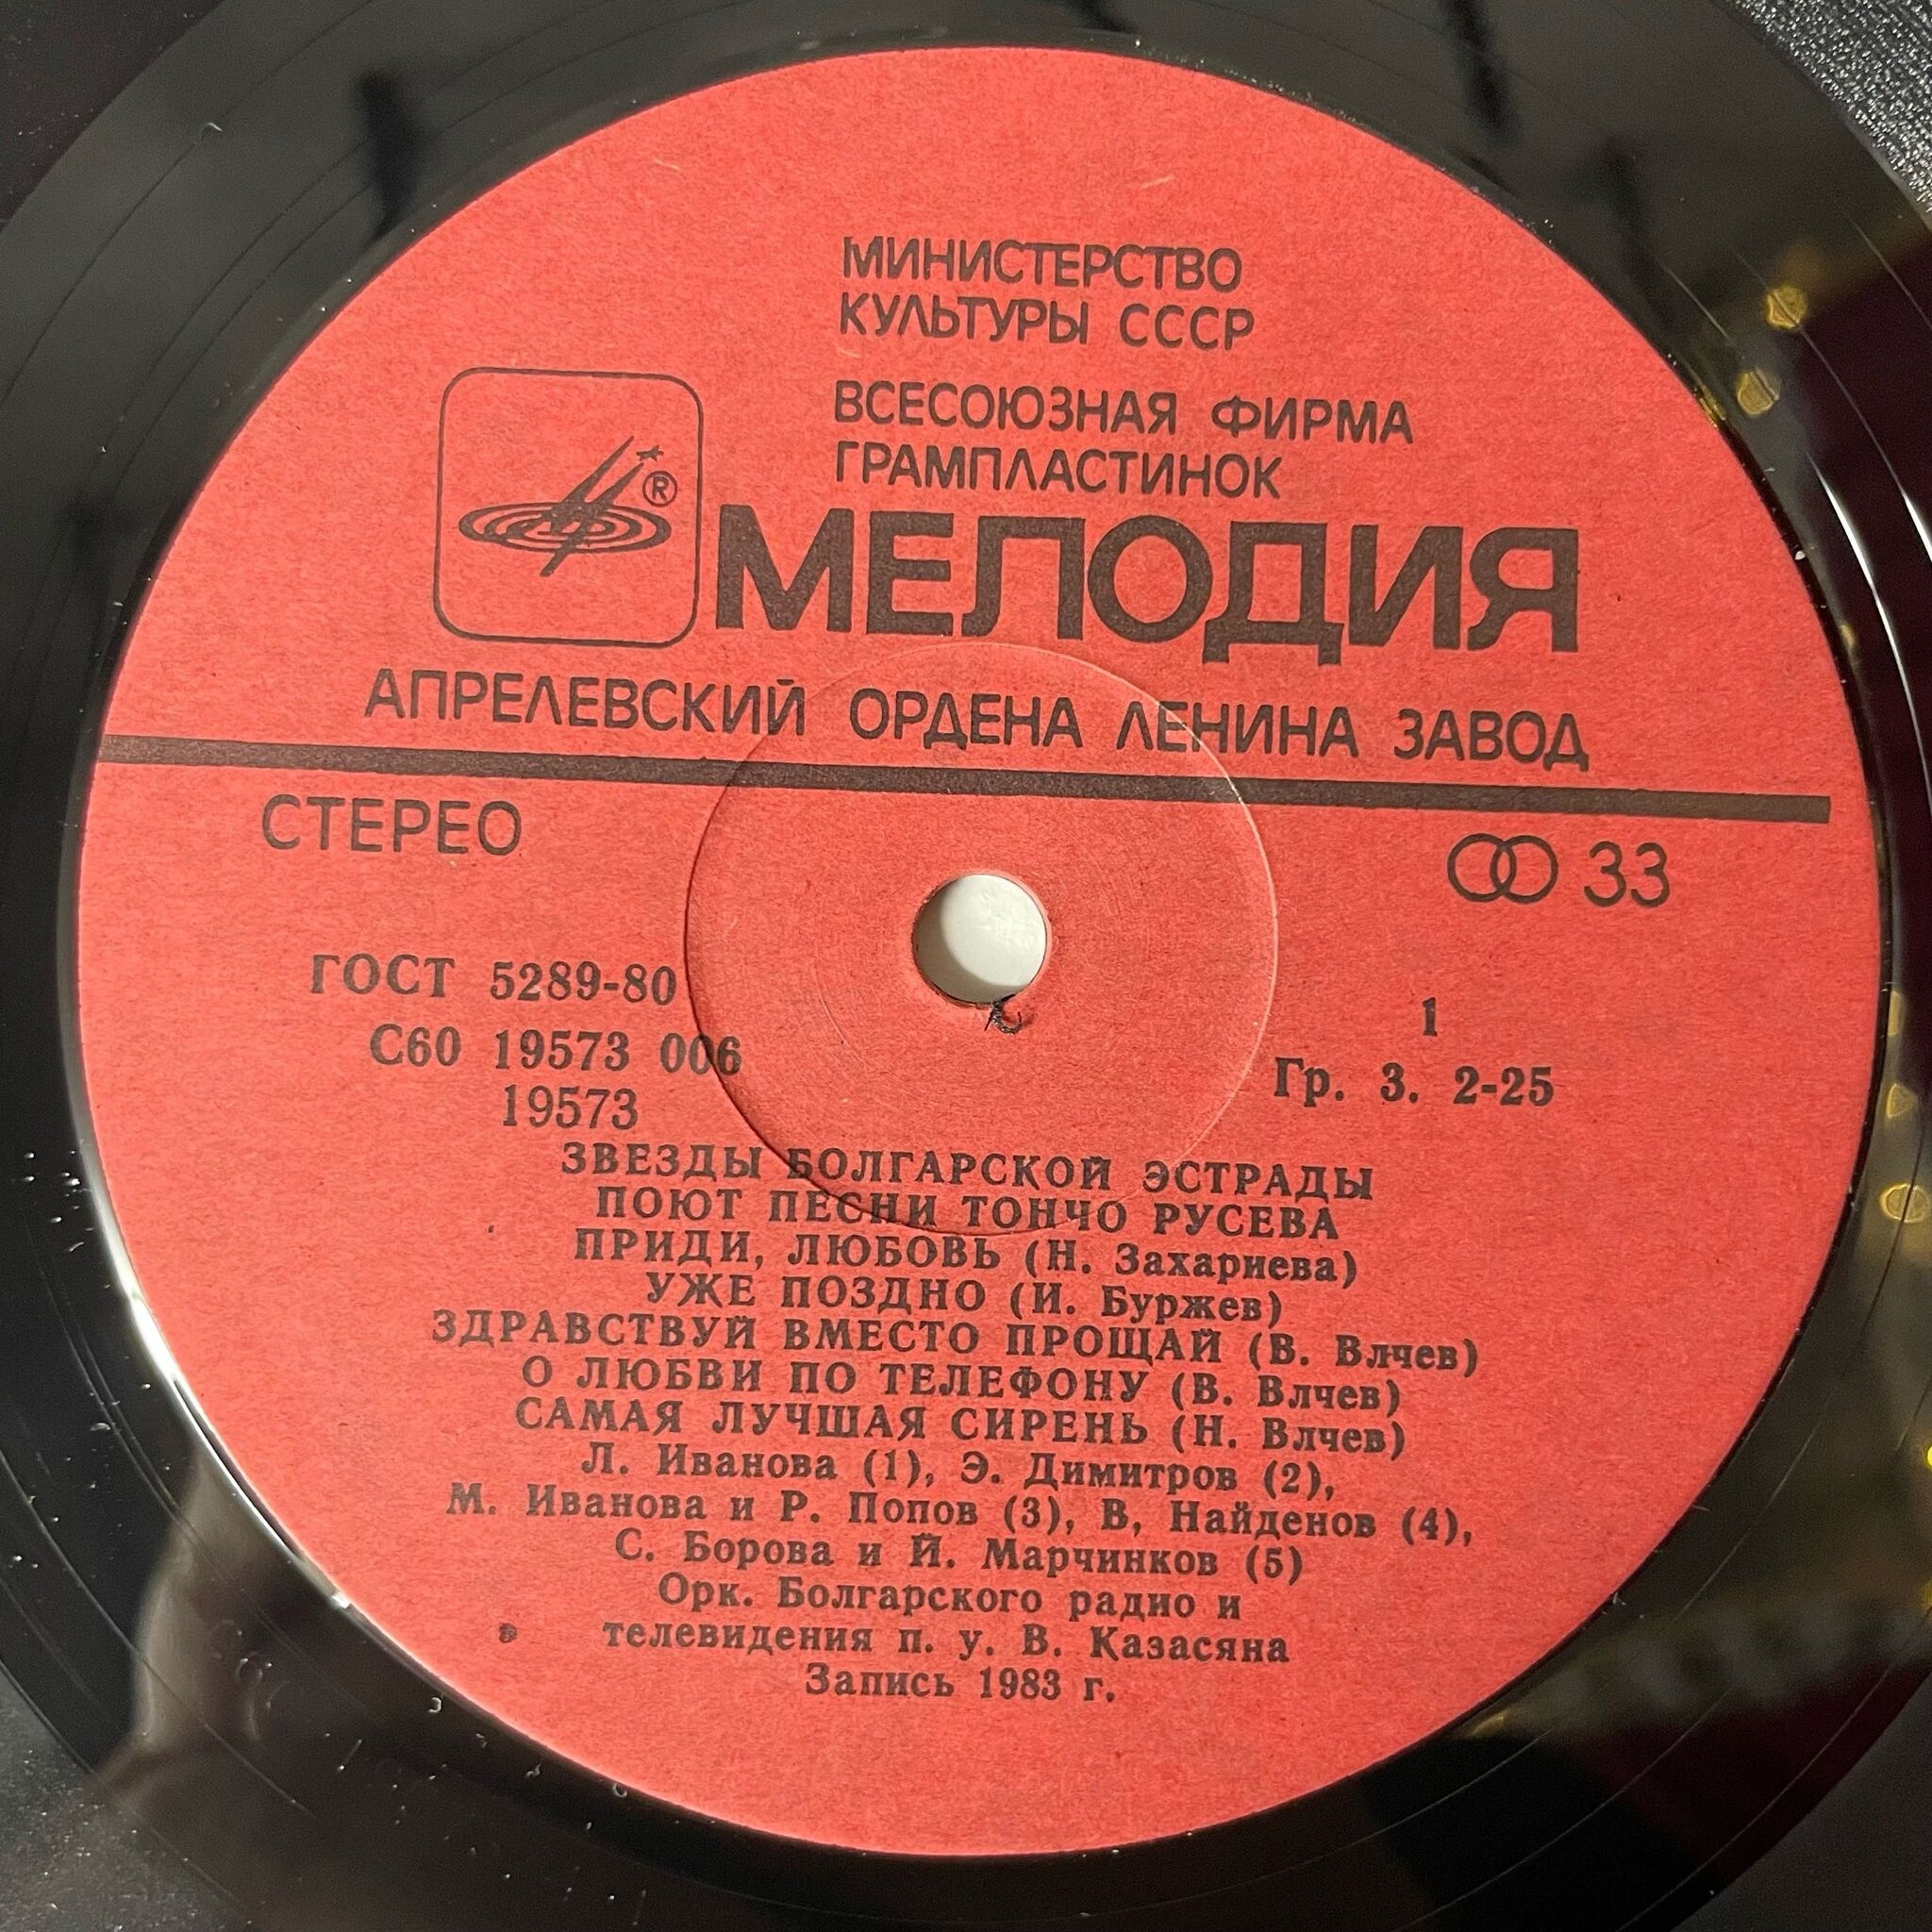 МИНИСТЕРСТВО
КУЛЬТУРЫ СССР
ВСЕСОЮЗНАЯ ФИРМА
ГРАМПЛАСТИНОК
®
МЕЛОДИЯ
АПРЕЛЕВСКИЙ ОРДЕНА ЛЕНИНА ЗАВОД
СТЕРЕО
33
ГОСТ 5289-80
С60 19573 006
19573
1
Гр. 3. 2-25
ЗВЕЗДЫ БОЛГАРСКОЙ ЭСТРАДЫ
ПОЮТ ПЕСНИ ТОНЧО РУСЕВА
ПРИДИ, ЛЮБОВЬ (Н. Захариева)
УЖЕ ПОЗДНО (И. Буржев)
ЗДРАВСТВУЙ ВМЕСТО ПРОЩАЙ (В. Влчев)
О ЛЮБВИ ПО ТЕЛЕФОНУ (В. Влчев)
САМАЯ ЛУЧШАЯ СИРЕНЬ (Н. Влчев)
Л. Иванова (1), Э. Димитров (2),
М. Иванова и Р. Попов (3), В, Найденов (4),
С. Борова и Й. Марчинков (5)
Орк. Болгарского радио и
телевидения п. у. В. Казасяна
Запись 1983 г.